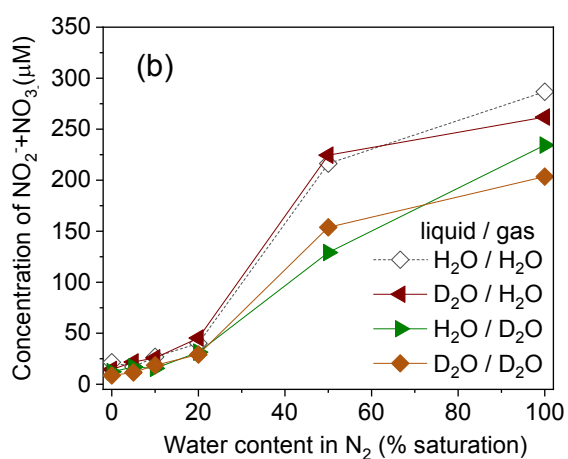 (b)
Concentration of NO₂⁻+NO₃₋(μM)
350
300
250
200
150
100
50
0
liquid / gas
H₂O / H₂O
D₂O / H₂O
H₂O / D₂O
D₂O / D₂O
0 20 40 60 80 100
Water content in N₂ (% saturation)